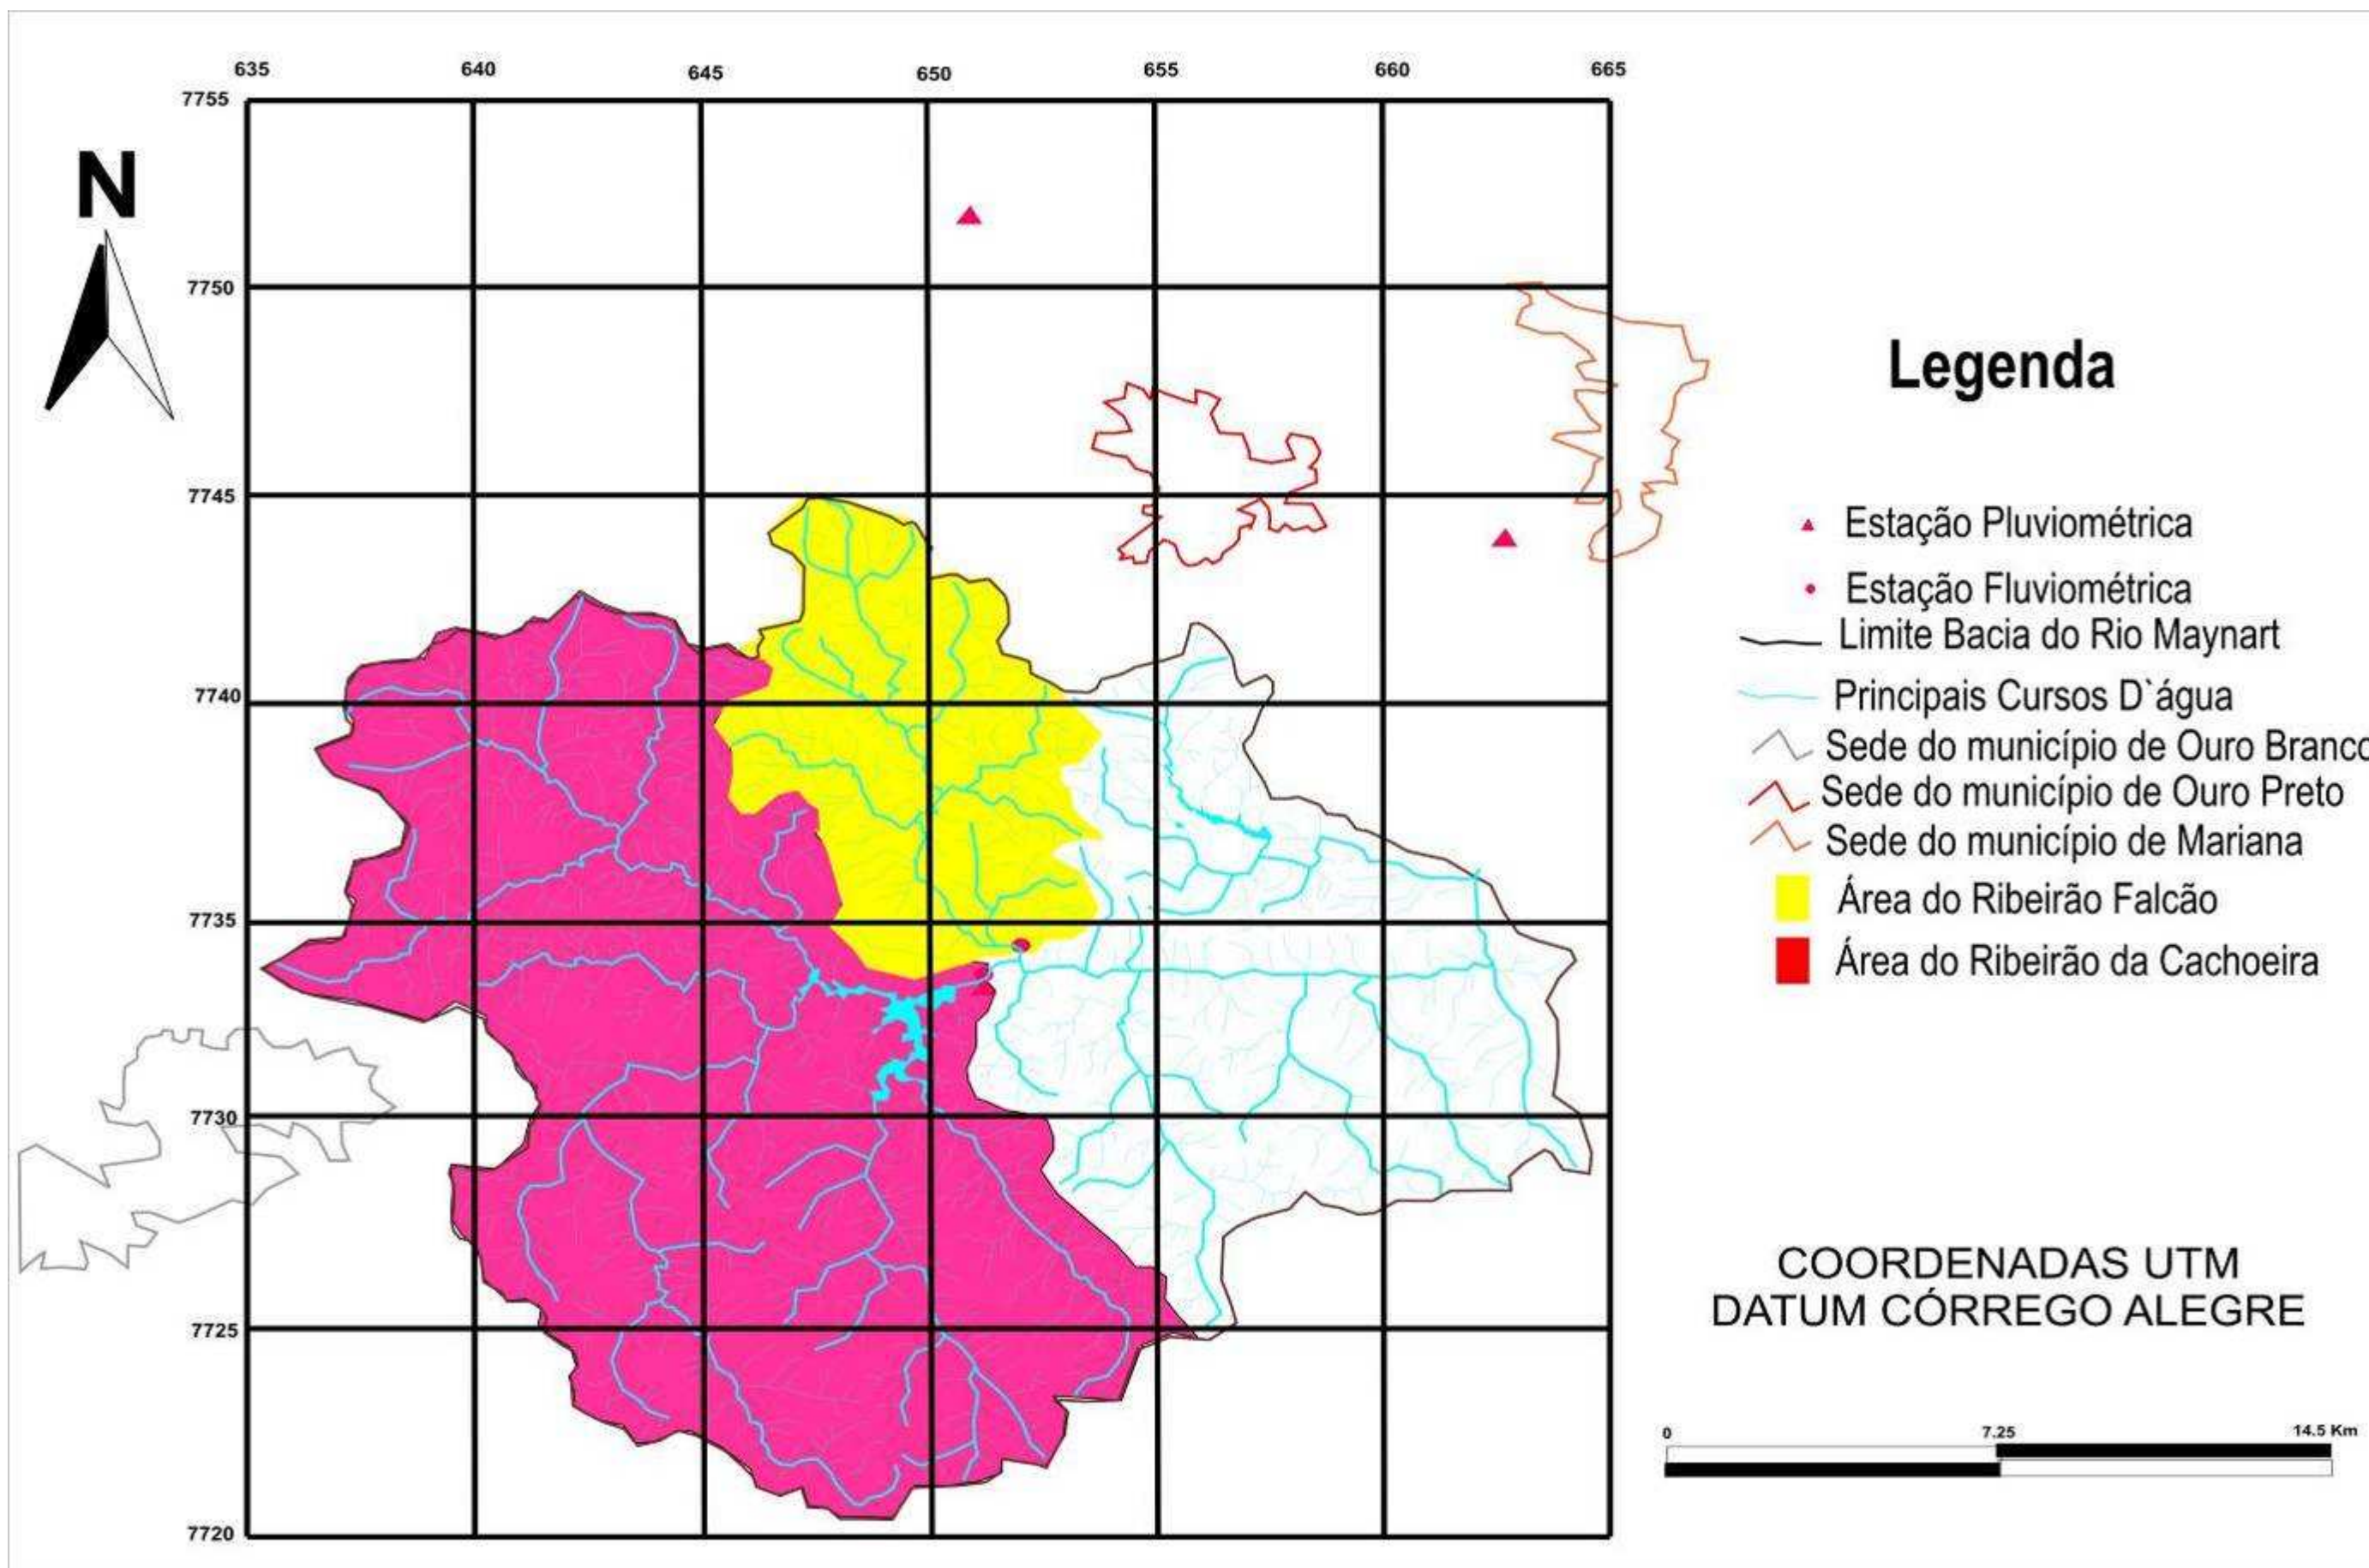 635 640 645 650 655 660 665
7755
N
7750
7745
7740
7735
7730
7725
7720
Legenda
Estação Pluviométrica
Estação Fluviométrica
Limite Bacia do Rio Maynart
Principais Cursos D`água
Sede do município de Ouro Branco
Sede do município de Ouro Preto
Sede do município de Mariana
Área do Ribeirão Falcão
Área do Ribeirão da Cachoeira
COORDENADAS UTM
DATUM CÓRREGO ALEGRE
0 7.25 14.5 Km